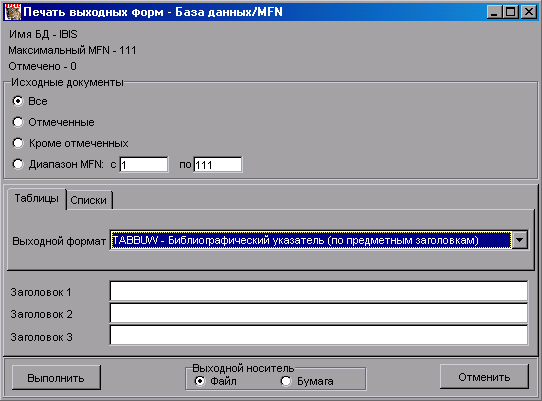 Печать выходных форм - База данных/MFN
Имя БД - IBIS
Максимальный MFN - 111
Отмечено - 0
Исходные документы
Все
Отмеченные
Кроме отмеченных
Диапазон MFN: с 1 по 111
Таблицы Списки
Выходной формат TABBUW - Библиографический указатель (по предметным заголовкам)
Заголовок 1
Заголовок 2
Заголовок 3
Выходной носитель
Выполнить Файл Бумага Отменить